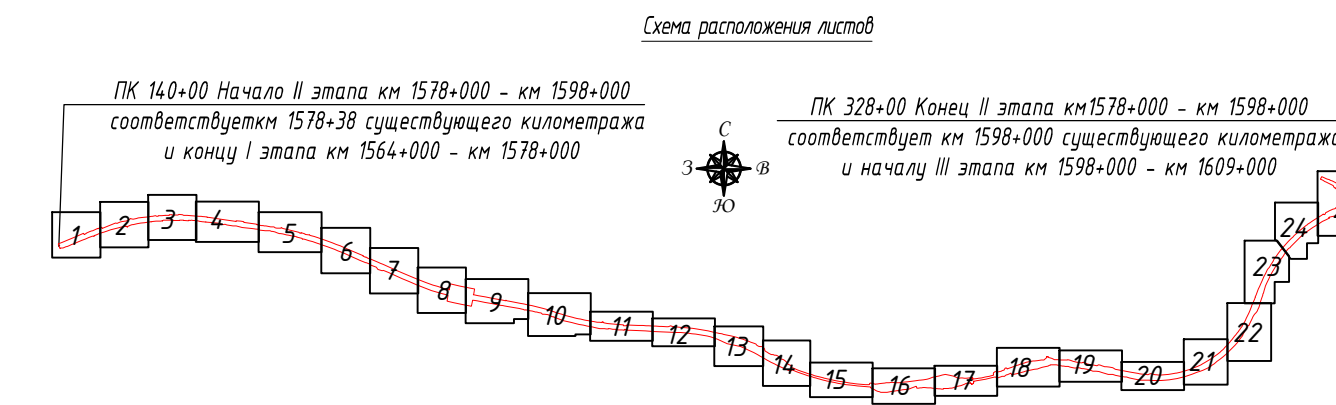 Схема расположения листов
ПК 140+00 Начало II этапа км 1578+000 - км 1598+000
соответствуеткм 1578+38 существующего километража
и концу I этапа км 1564+000 - км 1578+000
ПК 328+00 Конец II этапа км1578+000 - км 1598+000
соответствует км 1598+000 существующего километража
и началу III этапа км 1598+000 - км 1609+000
С
З
В
Ю
1
2
3
4
5
6
7
8
9
10
11
12
13
14
15
16
17
18
19
20
21
22
23
24